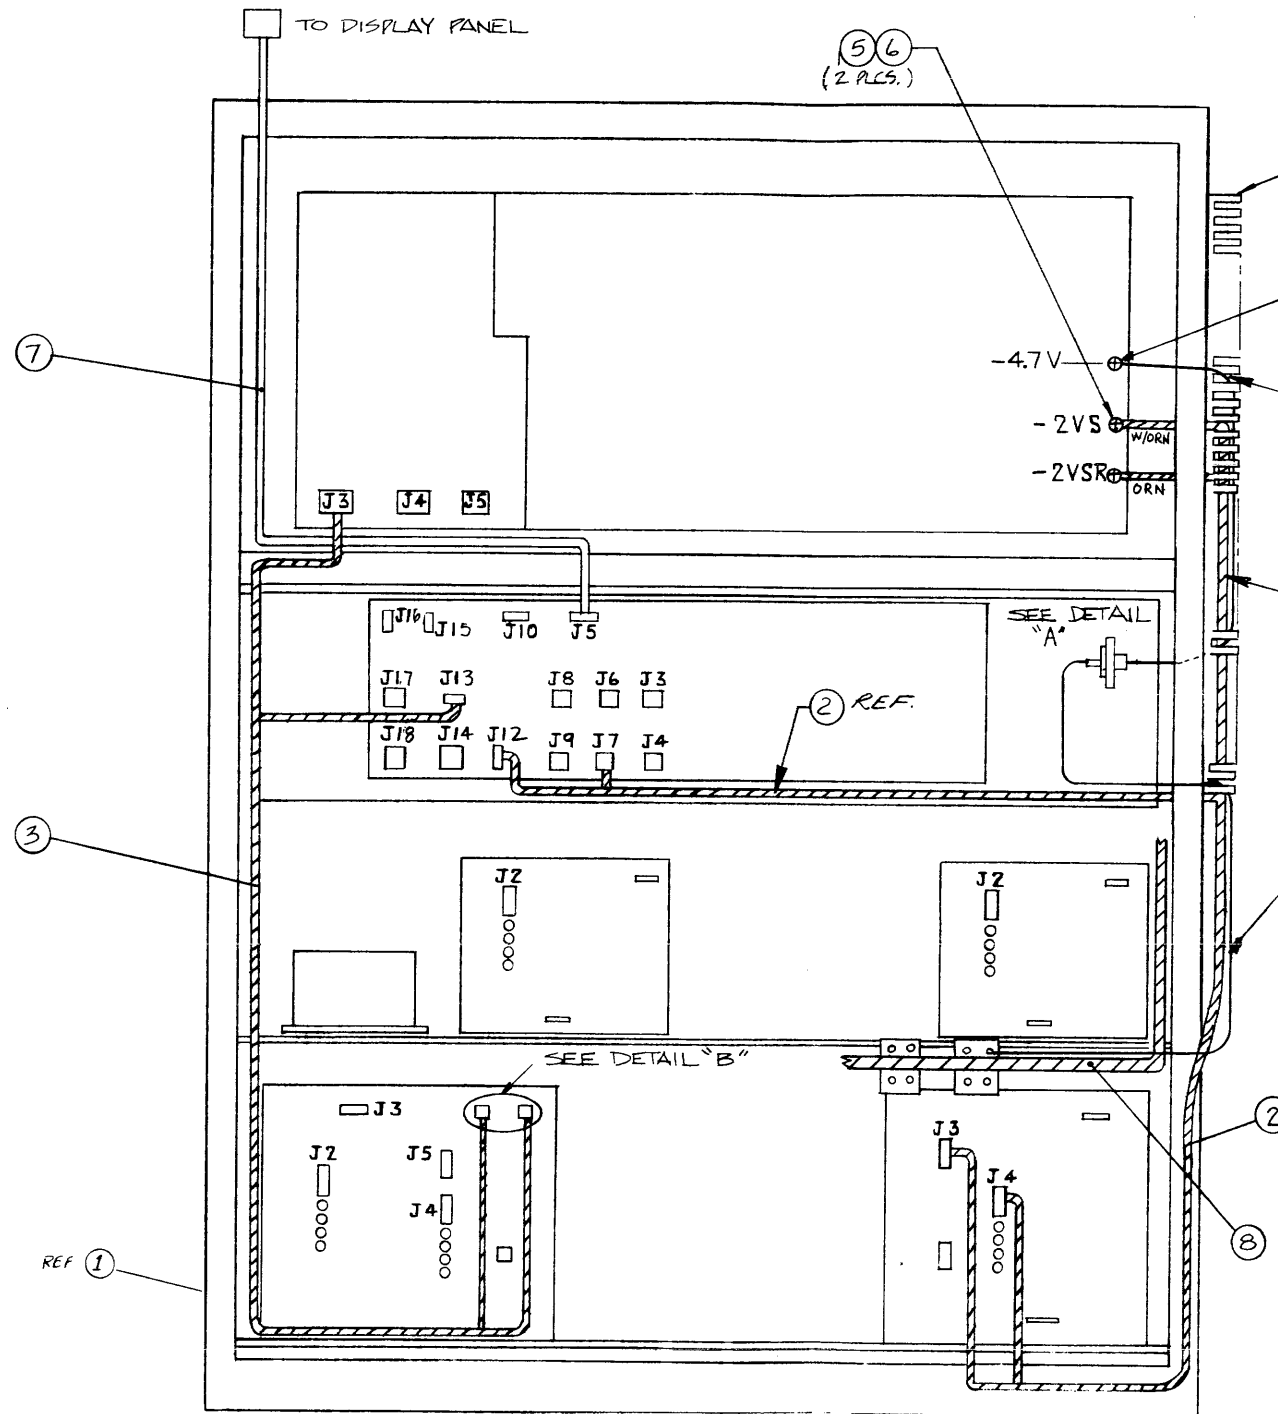 TO DISPLAY PANEL
5 6
(2 PLCS.)
7
-4.7V
-2VS
W/ORN
-2VSR
ORN
J3 J4 J5
J16 J15 J10 J5
SEE DETAIL
"A"
J17 J13 J8 J6 J3
2 REF.
J18 J14 J12 J9 J7 J4
3
J2
J2
SEE DETAIL "B"
J3
2
J3
J2 J5
J4
J4
8
REF 1